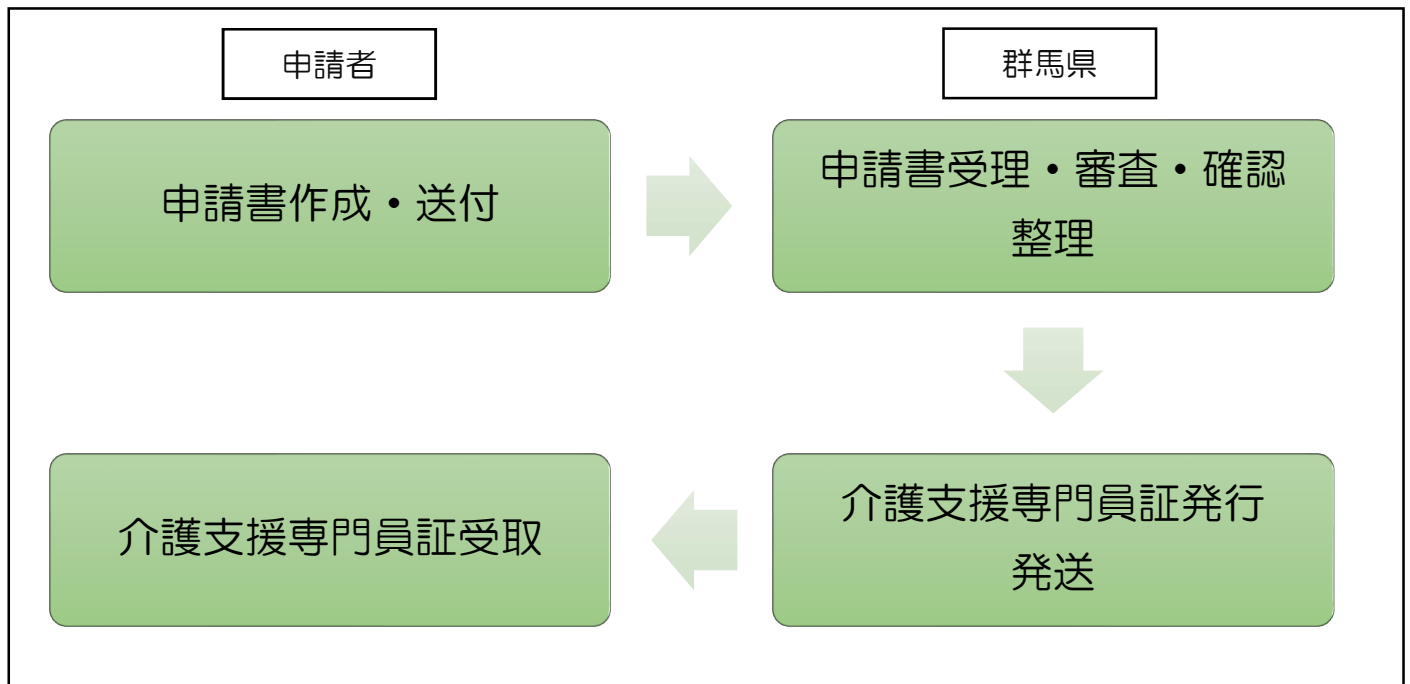 申請者
群馬県
申請書作成・送付
申請書受理・審査・確認
整理
介護支援専門員証発行
発送
介護支援専門員証受取